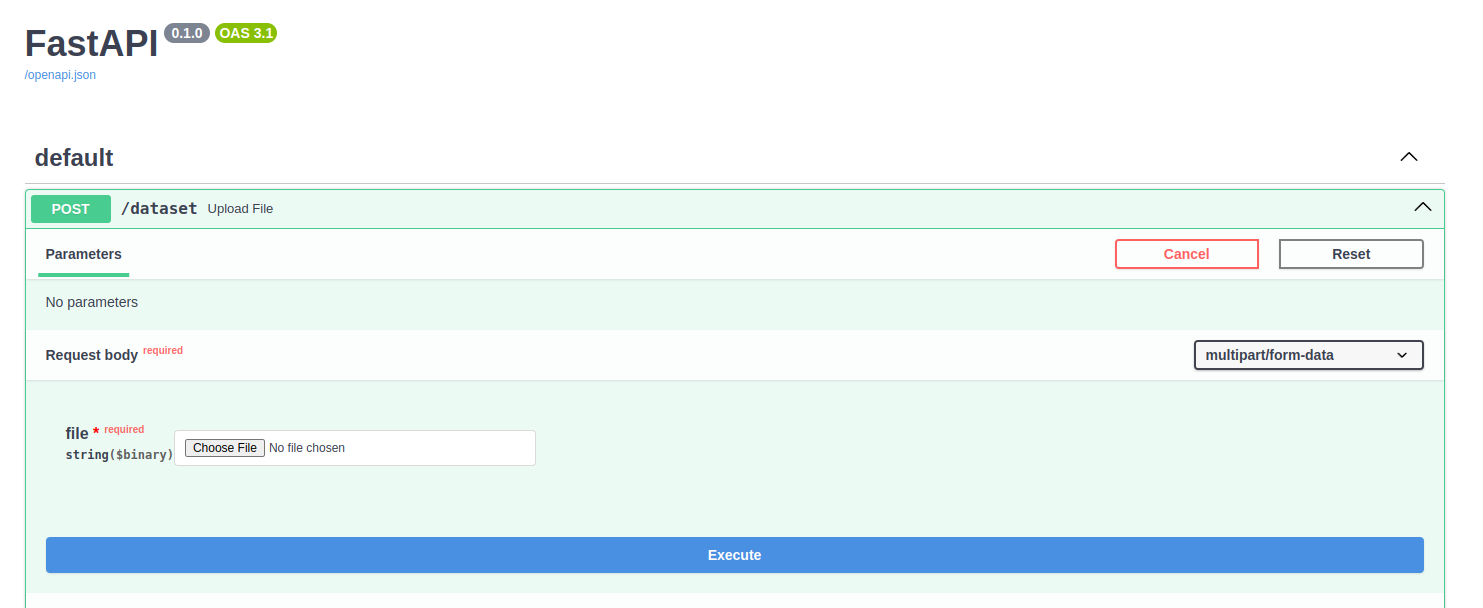 FastAPI 0.1.0 OAS 3.1
/openapi.json
default
POST /dataset Upload File
Parameters Cancel Reset
No parameters
Request body required multipart/form-data
file * required
string($binary) Choose File No file chosen
Execute